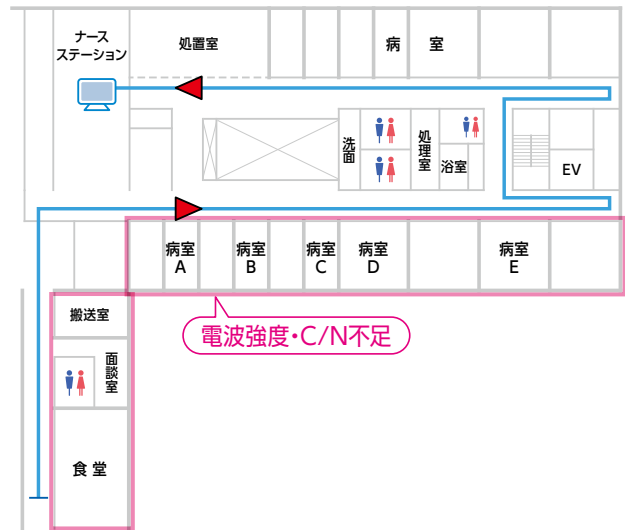 ナース
ステーション
処置室
病 室
洗面
処理室
浴室
EV
病室
A
病室
B
病室
C
病室
D
病室
E
電波強度・C/N不足
搬送室
面談室
食堂